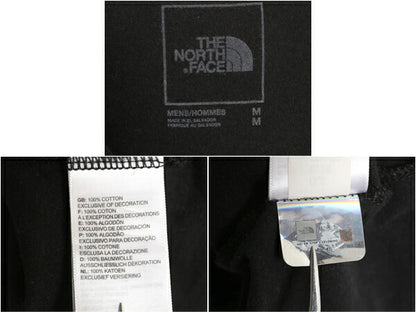 THE
NORTH
FACE
MENS/HOMMES M
MADE IN EL SALVADOR M
FABRIQUÉ AU SALVADOR
GB: 100% COTTON
EXCLUSIVE OF DECORATION
F: 100% COTON
A L'EXCEPTION DES DECORATIONS
E: 100% ALGODÓN
EXCLUSIVO DE DECORACIÓN
P: 100% ALGODÃO
EXCLUSIVO PARA DECORAÇÃO
I: 100% COTONE
ESCLUSA LA DECORAZIONE
D: 100% BAUMWOLLE
AUSSCHLIESSLICH DEKORATION
NL: 100% KATOEN
EXCLUSIEF VERSIERING